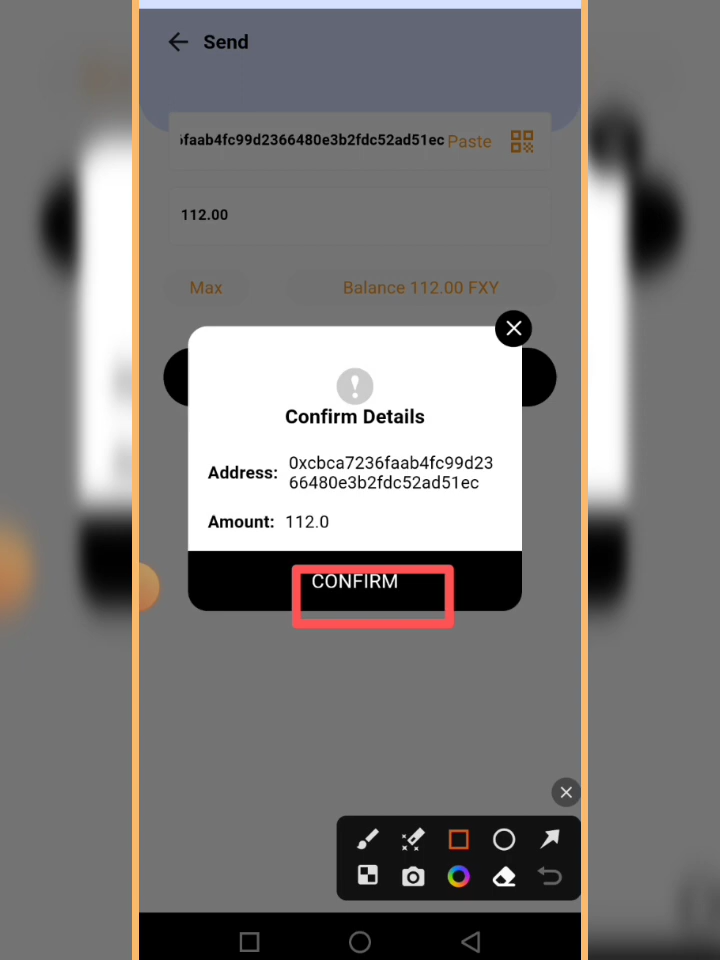 Send
faab4fc99d2366480e3b2fdc52ad51ec Paste
112.00
Max Balance 112.00 FXY
Confirm Details
Address: 0xcbca7236faab4fc99d23
66480e3b2fdc52ad51ec
Amount: 112.0
CONFIRM